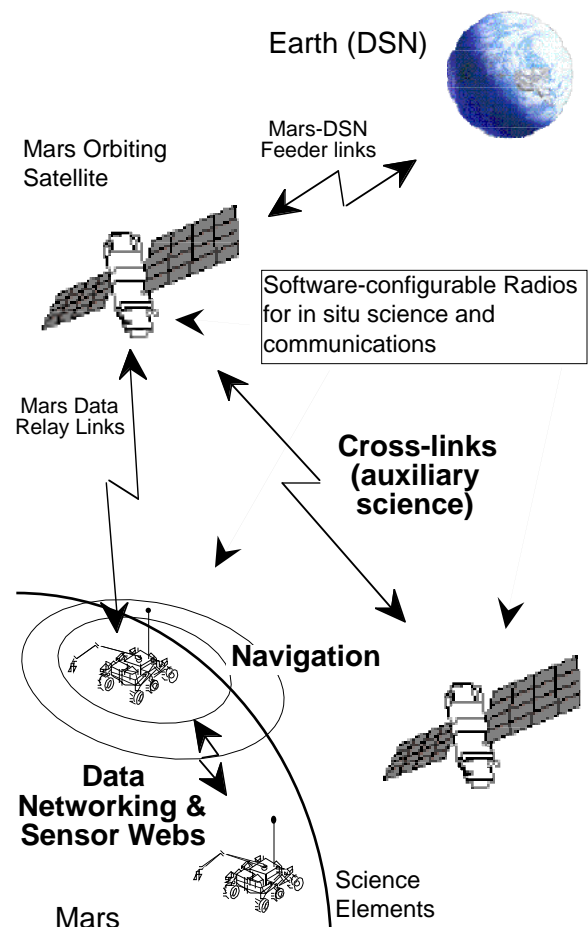 Earth (DSN)
Mars-DSN
Feeder links
Mars Orbiting
Satellite
Software-configurable Radios
for in situ science and
communications
Mars Data
Relay Links
Cross-links
(auxiliary
science)
Navigation
Data
Networking &
Sensor Webs
Science
Elements
Mars